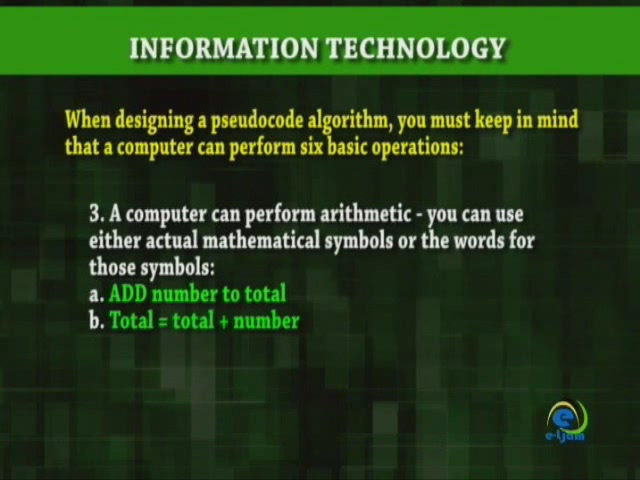 INFORMATION TECHNOLOGY
When designing a pseudocode algorithm, you must keep in mind
that a computer can perform six basic operations:
3. A computer can perform arithmetic - you can use
either actual mathematical symbols or the words for
those symbols:
a. ADD number to total
b. Total = total + number
e
e-ljam